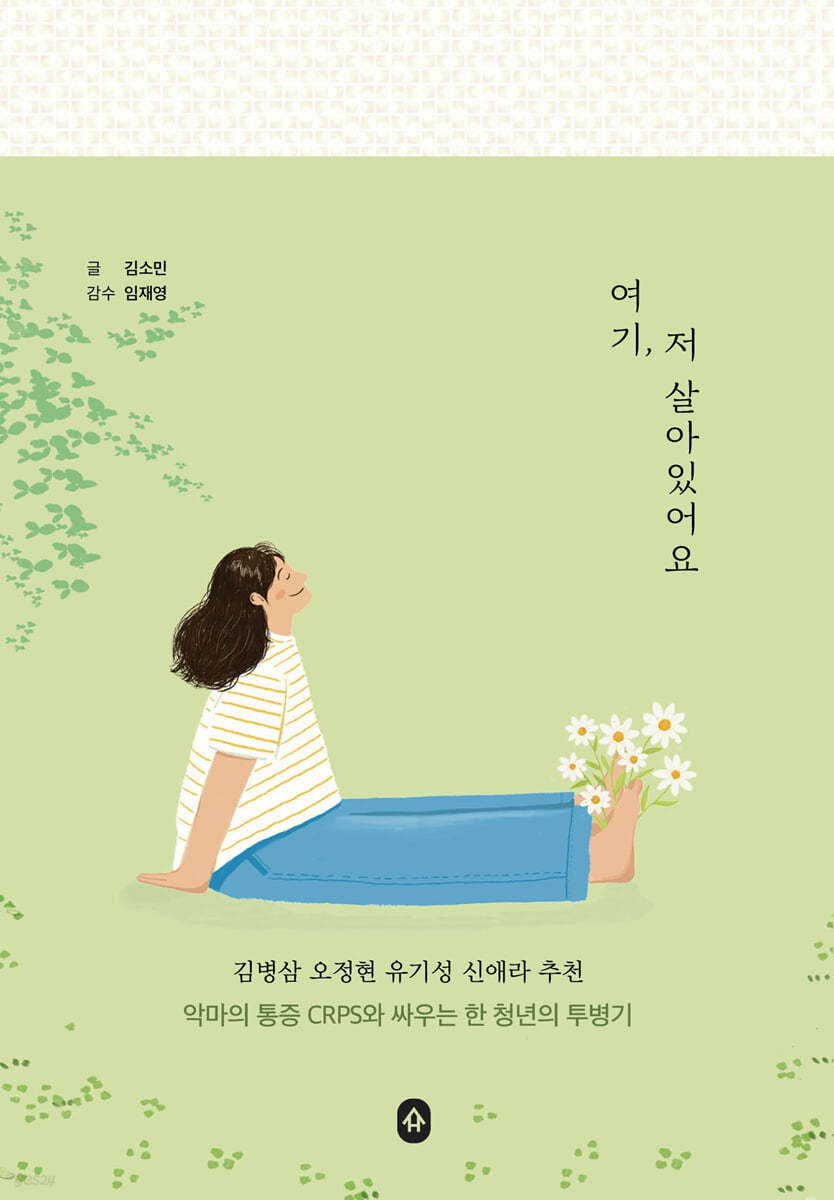 글 김소민
감수 임재영
여기,
저 살아있어요
김병삼 오정현 유기성 신애라 추천
악마의 통증 CRPS와 싸우는 한 청년의 투병기
yes24